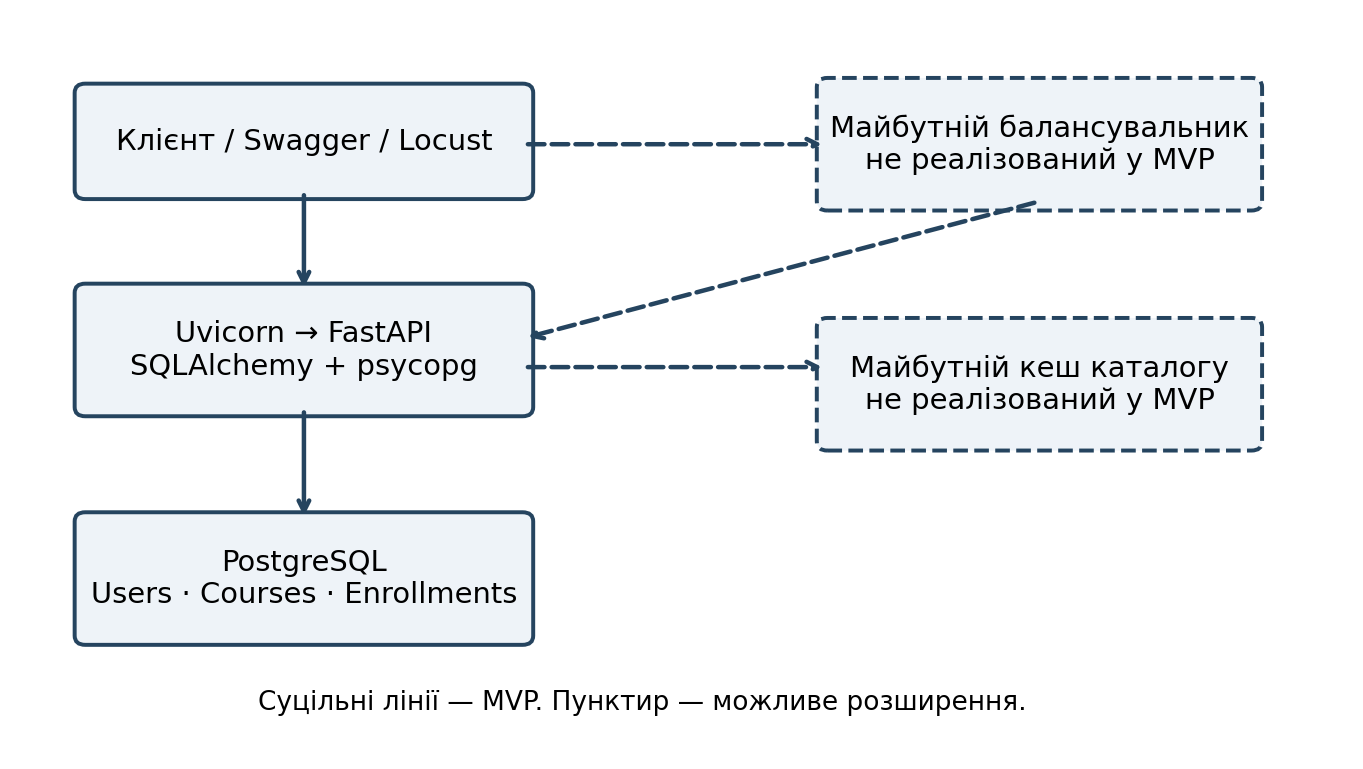 Клієнт / Swagger / Locust
Майбутній балансувальник
не реалізований у MVP
Uvicorn → FastAPI
SQLAlchemy + psycopg
Майбутній кеш каталогу
не реалізований у MVP
PostgreSQL
Users · Courses · Enrollments
Суцільні лінії — MVP. Пунктир — можливе розширення.